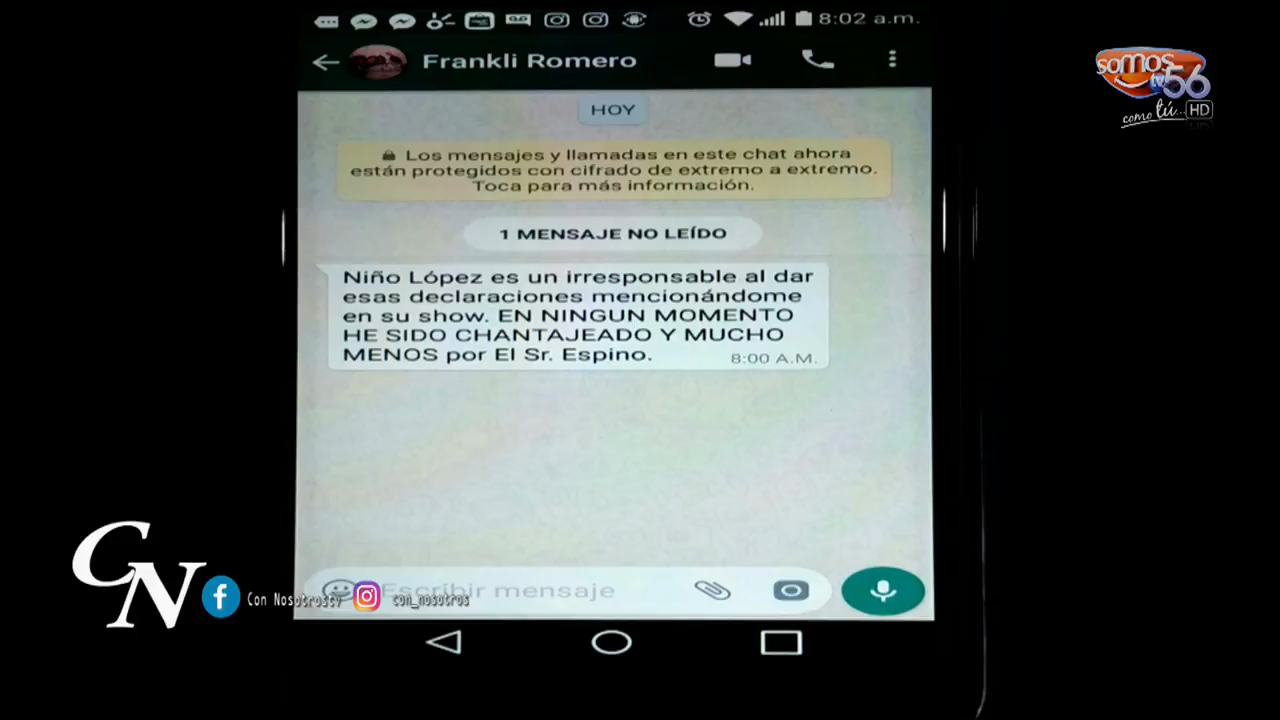 8:02 a.m.
Frankli Romero
somos
tv56
como tú...HD
HOY
Los mensajes y llamadas en este chat ahora
están protegidos con cifrado de extremo a extremo.
Toca para más información.
1 MENSAJE NO LEÍDO
Niño López es un irresponsable al dar
esas declaraciones mencionándome
en su show. EN NINGUN MOMENTO
HE SIDO CHANTAJEADO Y MUCHO
MENOS por El Sr. Espino.
8:00 A.M.
Escribir mensaje
CN
Con Nosotrostv
con_nosotros